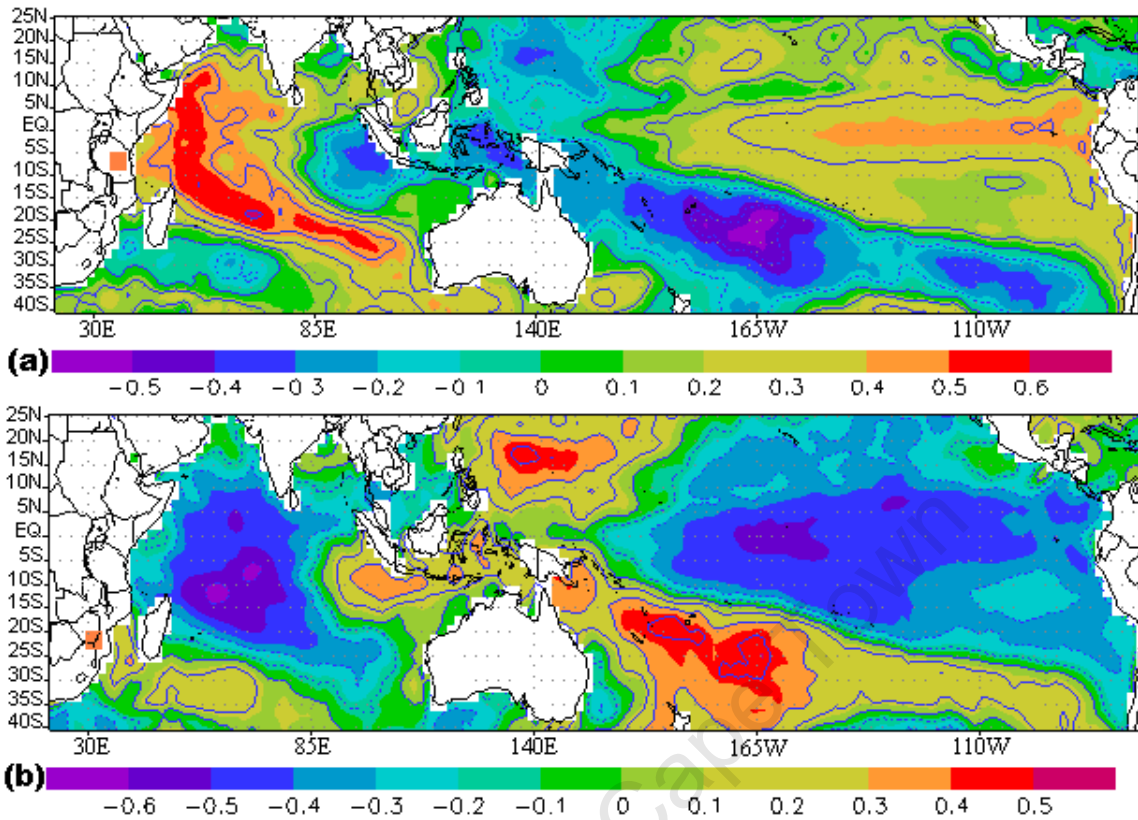 25N
20N
15N
10N
5N
EQ
5S
10S
15S
20S
25S
30S
35S
40S
30E 85E 140E 165W 110W
(a)
−0.5 −0.4 −0.3 −0.2 −0.1 0 0.1 0.2 0.3 0.4 0.5 0.6
25N
20N
15N
10N
5N
EQ
5S
10S
15S
20S
25S
30S
35S
40S
30E 85E 140E 165W 110W
(b)
−0.6 −0.5 −0.4 −0.3 −0.2 −0.1 0 0.1 0.2 0.3 0.4 0.5
Cape Town